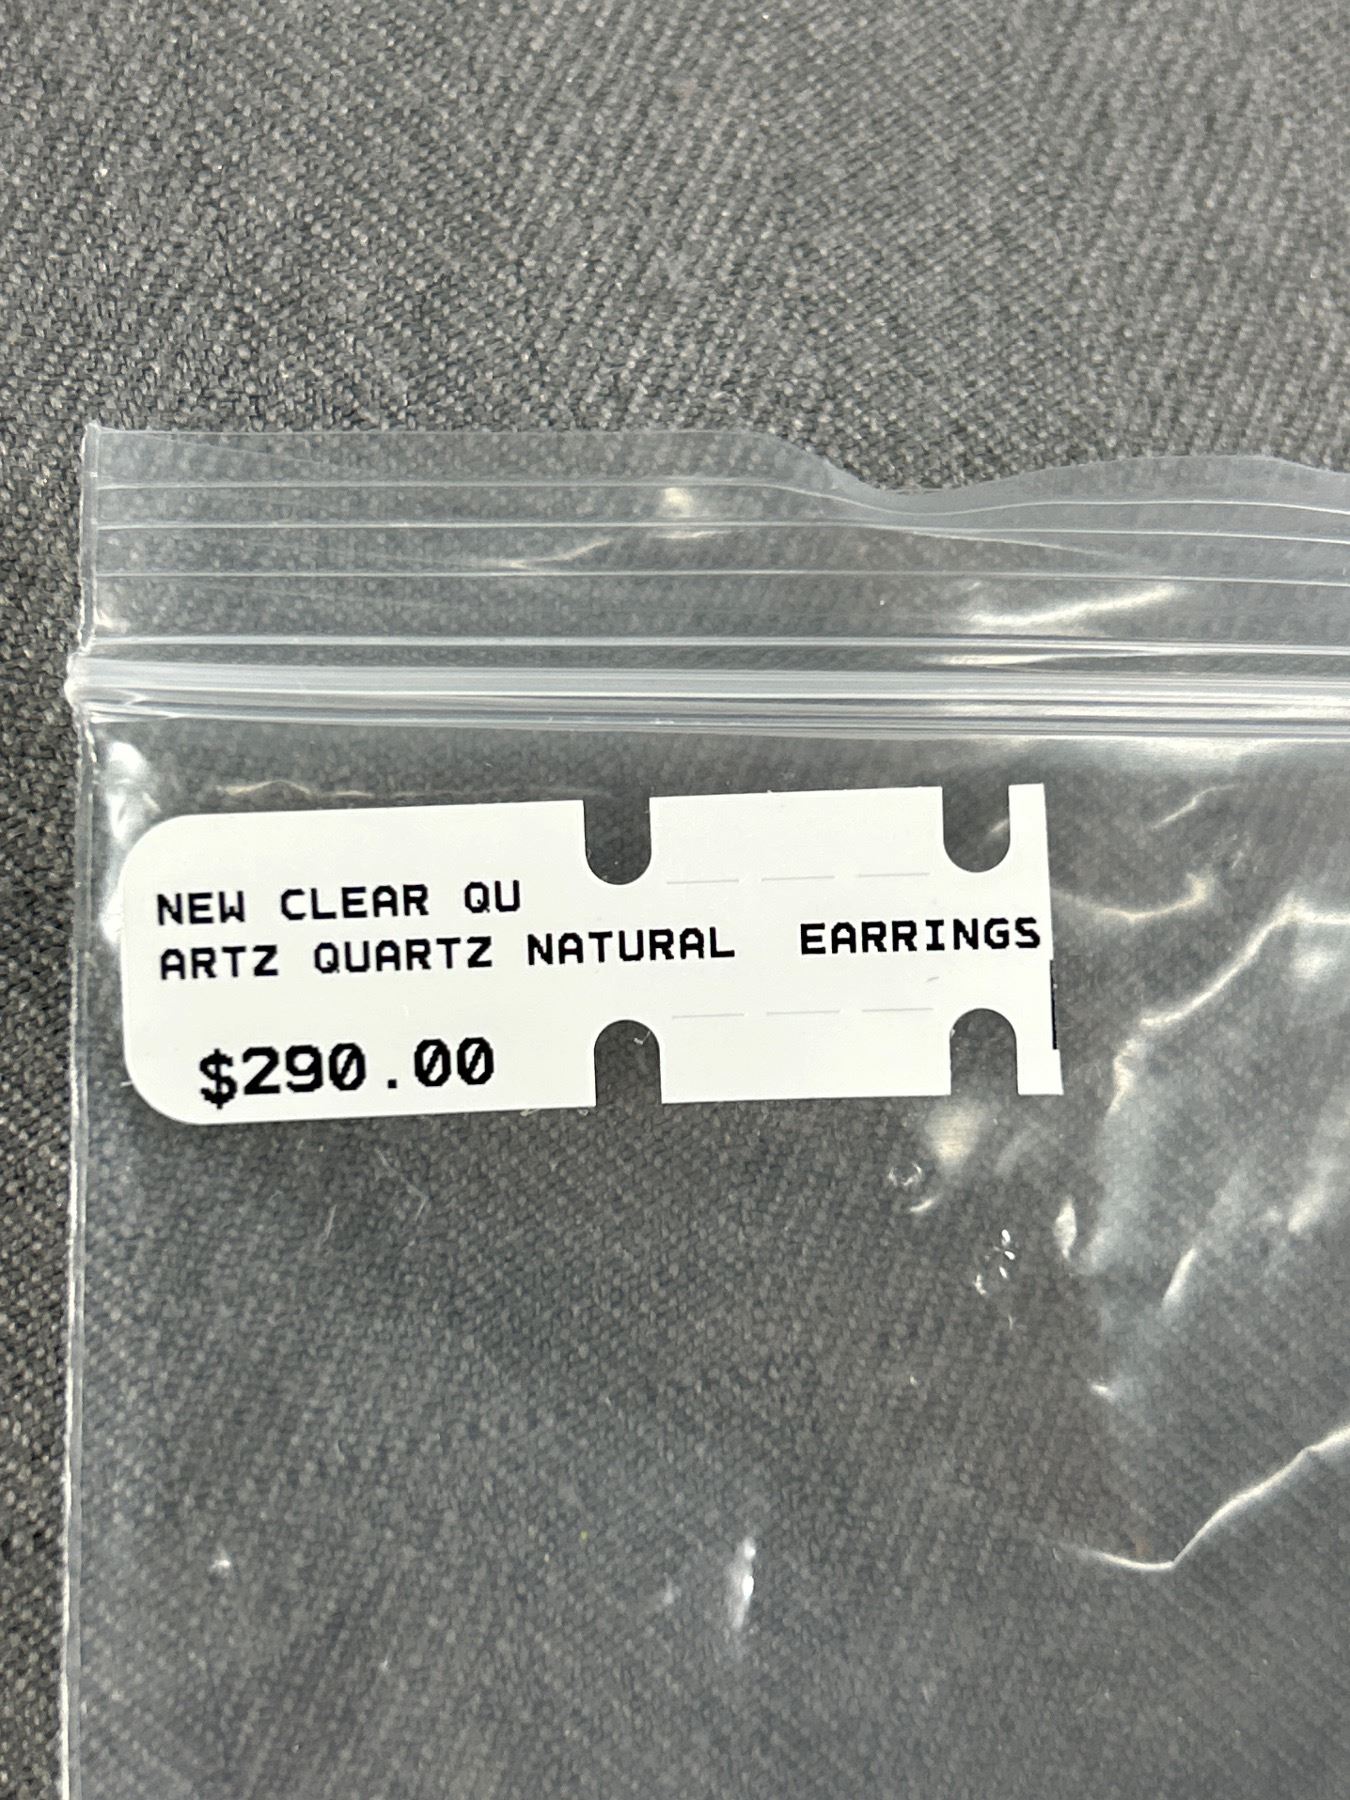 NEW CLEAR QU
ARTZ QUARTZ NATURAL EARRINGS
$290.00